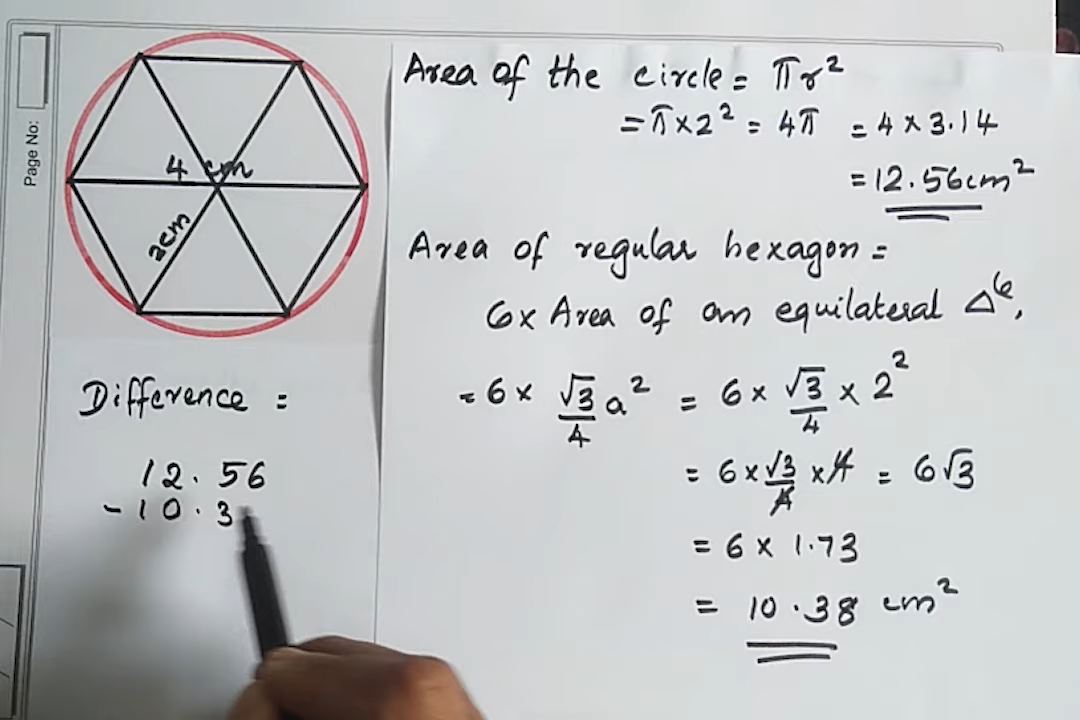 Page No:
4 cm
2cm
Area of the circle = πr²
= π×2² = 4π = 4×3.14
= 12.56cm²
Area of regular hexagon =
6× Area of an equilateral Δˡᵉ,
= 6× √3/4 a² = 6× √3/4 × 2²
= 6×√3/4 ×4 = 6√3
= 6 × 1.73
= 10.38 cm²
Difference :
12.56
- 10.3